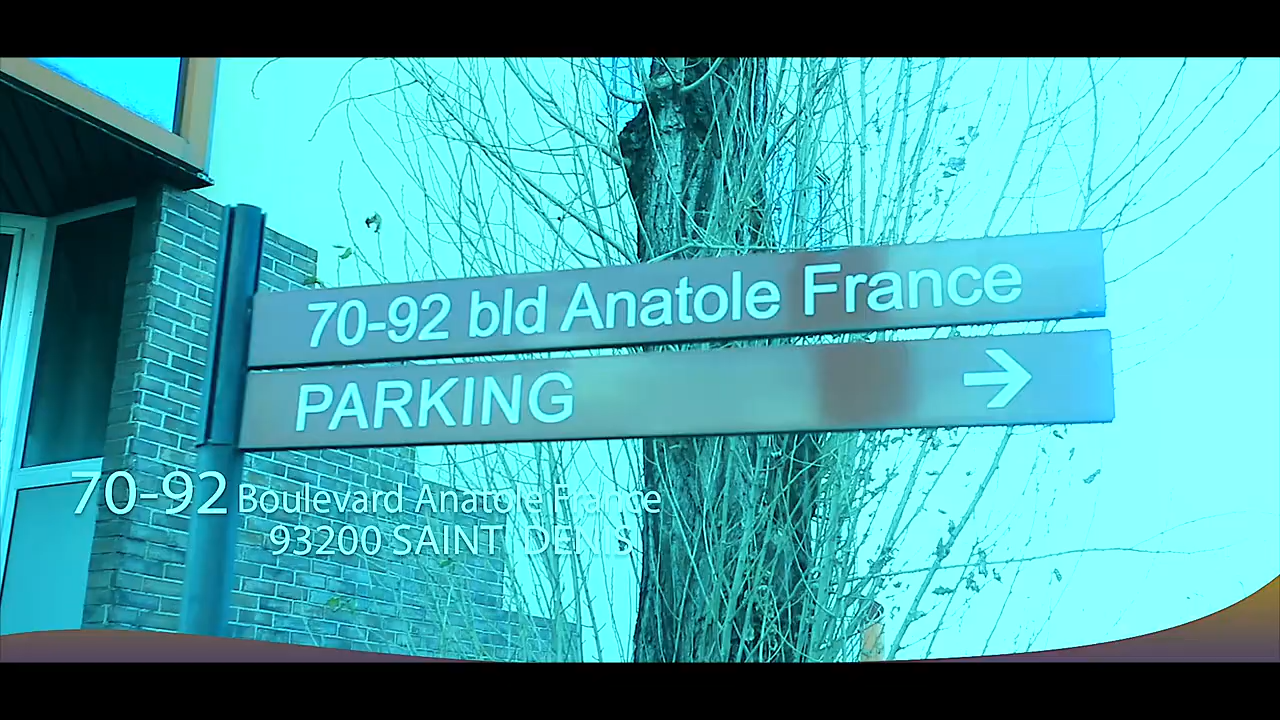 70-92 bld Anatole France
PARKING
70-92 Boulevard Anatole France
93200 SAINT DENIS